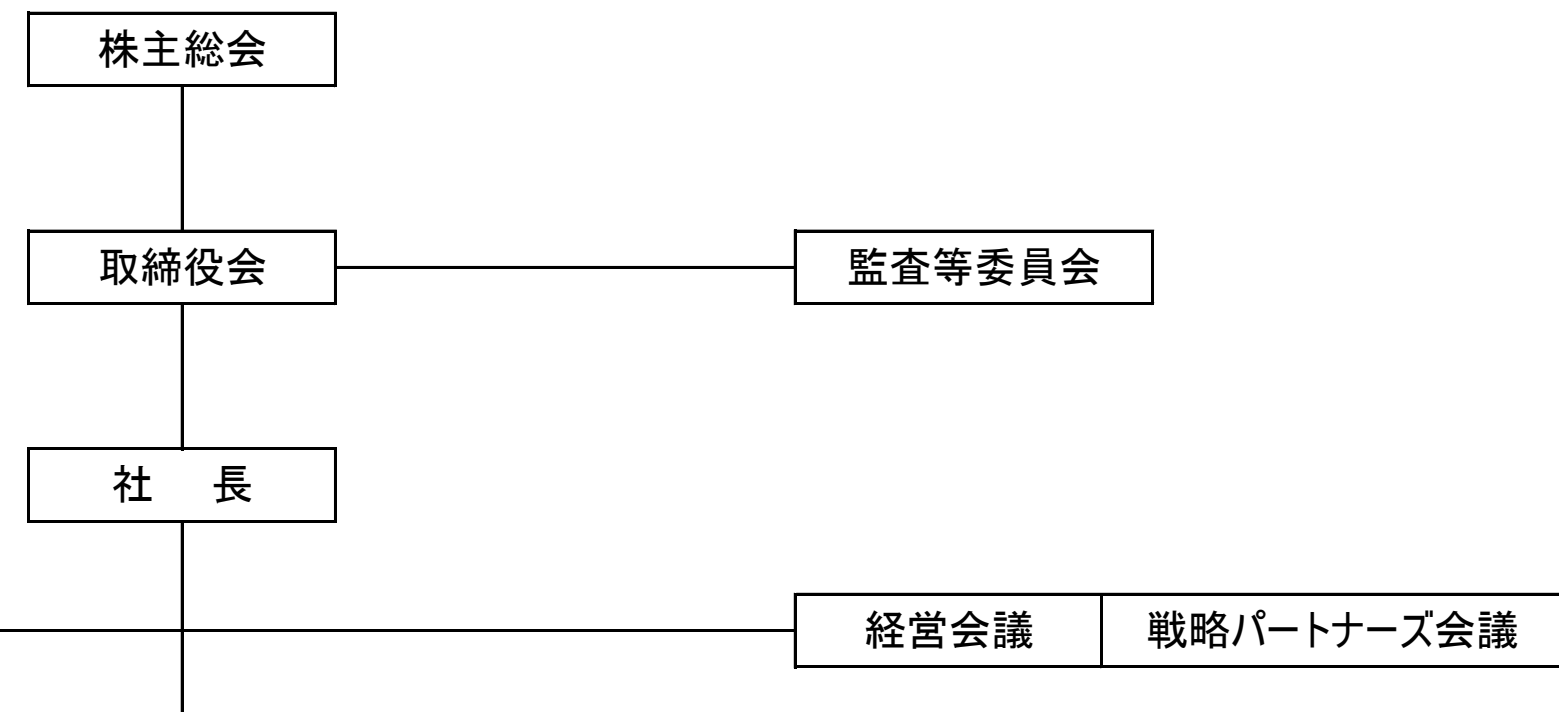 株主総会
取締役会
監査等委員会
社　長
経営会議
戦略パートナーズ会議